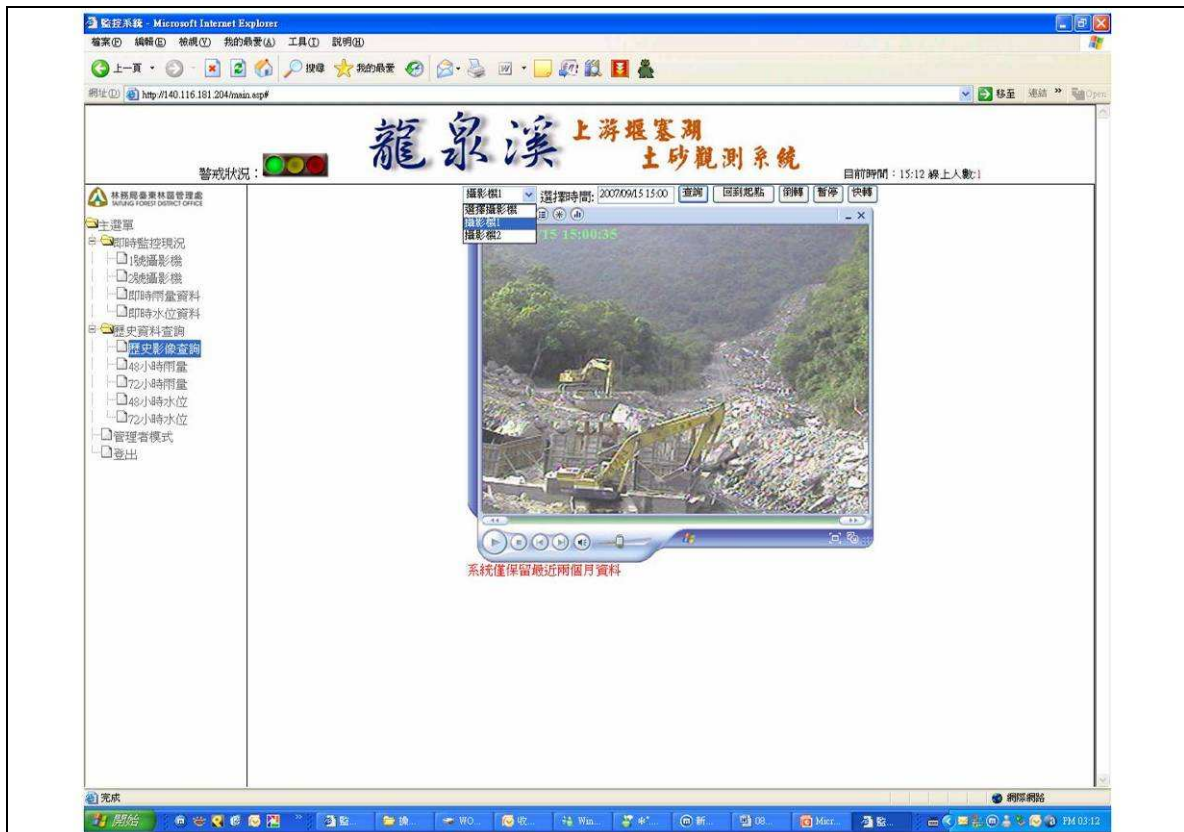 監控系統 - Microsoft Internet Explorer
檔案(F) 編輯(E) 檢視(V) 我的最愛(A) 工具(T) 說明(H)
上一頁 搜尋 我的最愛
網址(D) http://140.116.181.204/main.asp# 移至 連結 »
龍泉溪 上游堰塞湖
土砂觀測系統
警戒狀況： 目前時間：15:12 線上人數:1
林務局臺東林區管理處
TAITUNG FOREST DISTRICT OFFICE
攝影機1 選擇時間: 2007/09/15 15:00 查詢 回到起點 倒轉 暫停 快轉
選擇攝影機
攝影機1
攝影機2
15 15:00:35
主選單
即時監控現況
1號攝影機
2號攝影機
即時雨量資料
即時水位資料
歷史資料查詢
歷史影像查詢
48小時雨量
72小時雨量
48小時水位
72小時水位
管理者模式
登出
系統僅保留最近兩個月資料
完成 網際網路
開始 監... WO... 收... Win... 新... 08... Micr... 監... PM 03:12